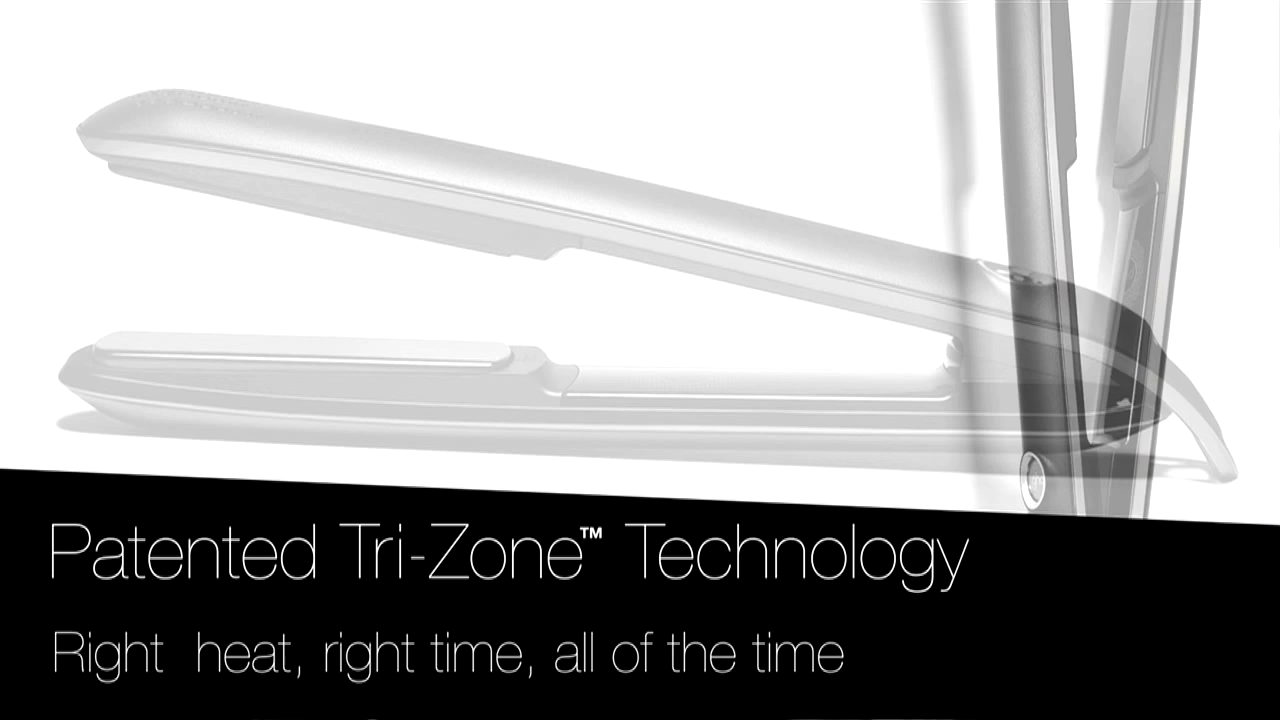 Patented Tri-Zone™ Technology
Right heat, right time, all of the time